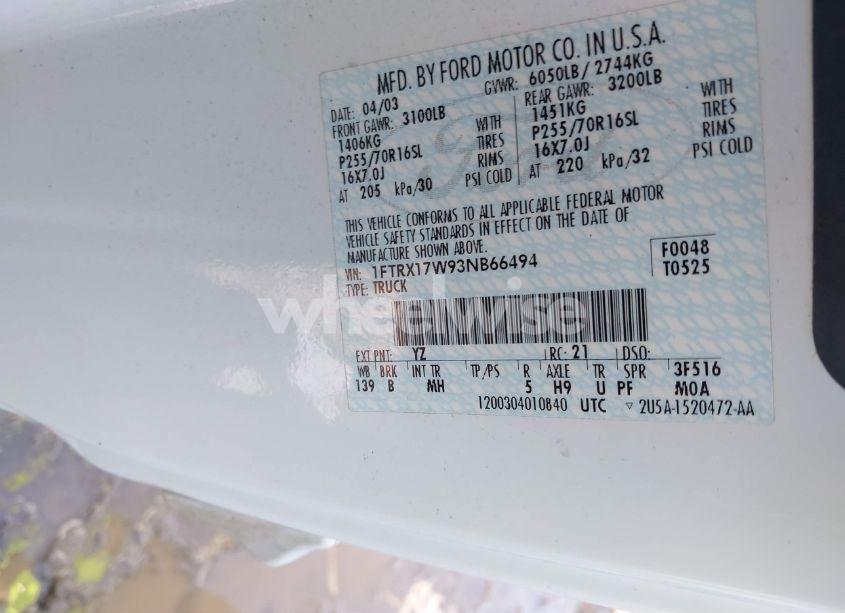 MFD. BY FORD MOTOR CO. IN U.S.A.
DATE: 04/03 GVWR: 6050LB/ 2744KG
FRONT GAWR: 3100LB REAR GAWR: 3200LB
1406KG WITH 1451KG WITH
P255/70R16SL TIRES P255/70R16SL TIRES
16X7.0J RIMS 16X7.0J RIMS
AT 205 kPa/30 PSI COLD AT 220 kPa/32 PSI COLD
THIS VEHICLE CONFORMS TO ALL APPLICABLE FEDERAL MOTOR
VEHICLE SAFETY STANDARDS IN EFFECT ON THE DATE OF
MANUFACTURE SHOWN ABOVE.
VIN: 1FTRX17W93NB66494 F0048
TYPE: TRUCK T0525
wheelwise
EXT PNT: YZ RC: 21 DSO:
WB BRK INT TR TP/PS R AXLE TR SPR 3F516
139 B MH 5 H9 U PF M0A
1200304010840 UTC ▿ 2U5A-1520472-AA